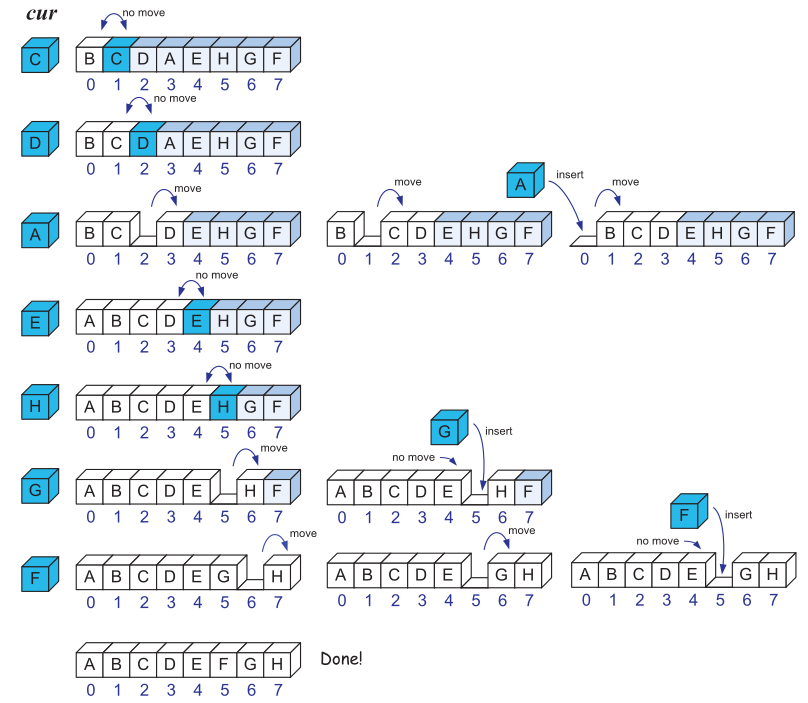 cur
no move
C B C D A E H G F
0 1 2 3 4 5 6 7
no move
D B C D A E H G F
0 1 2 3 4 5 6 7
move
A B C D E H G F
0 1 2 3 4 5 6 7
move
B C D E H G F
0 1 2 3 4 5 6 7
A insert move
B C D E H G F
0 1 2 3 4 5 6 7
no move
E A B C D E H G F
0 1 2 3 4 5 6 7
no move
H A B C D E H G F
0 1 2 3 4 5 6 7
move
G A B C D E H F
0 1 2 3 4 5 6 7
G insert
no move
A B C D E H F
0 1 2 3 4 5 6 7
move
F A B C D E G H
0 1 2 3 4 5 6 7
move
A B C D E G H
0 1 2 3 4 5 6 7
F insert
no move
A B C D E G H
0 1 2 3 4 5 6 7
A B C D E F G H Done!
0 1 2 3 4 5 6 7